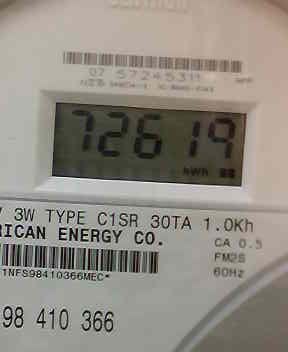 07 57245311
72619
kWh
3W TYPE C1SR 30TA 1.0Kh
RICAN ENERGY CO.
CA 0.5
FM2S
60Hz
1NFS98410366MEC*
98 410 366